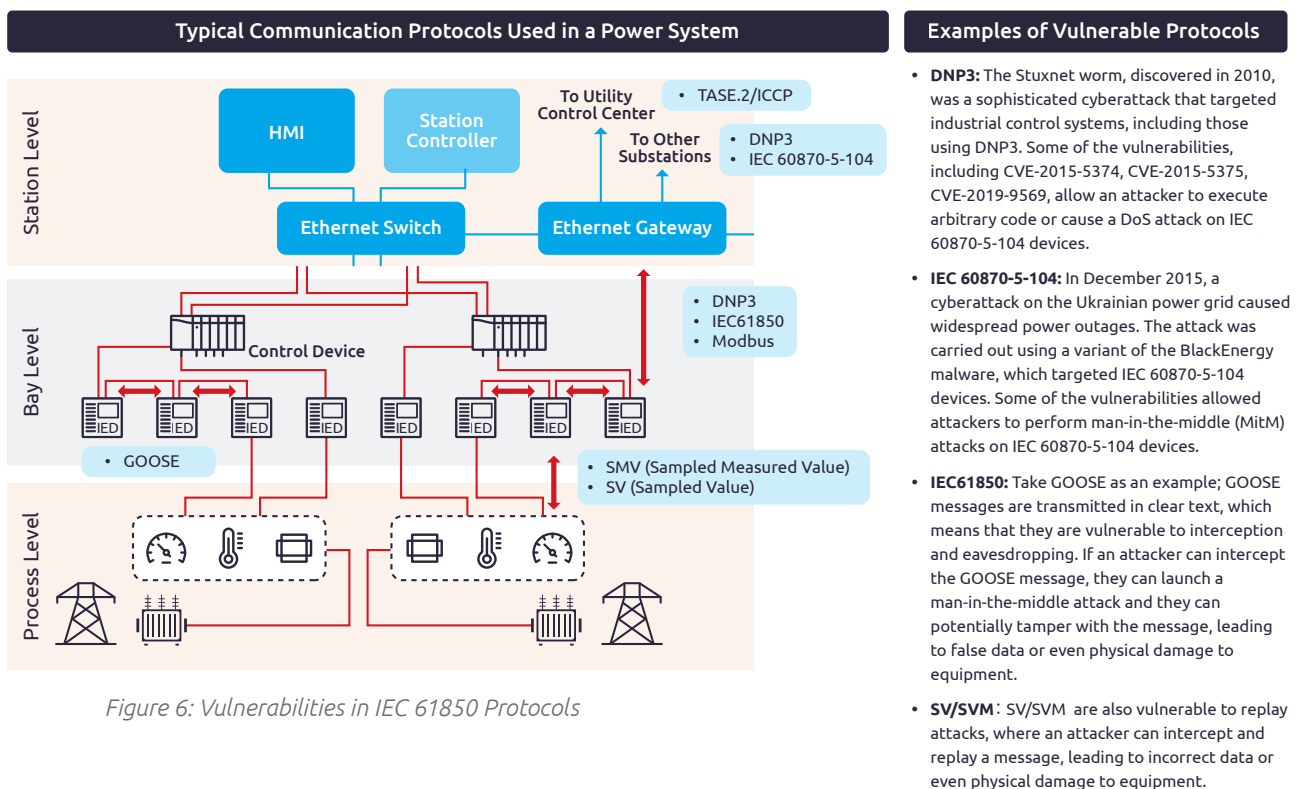 Typical Communication Protocols Used in a Power System
Station Level
HMI
Station
Controller
To Utility
Control Center
• TASE.2/ICCP
To Other
Substations
• DNP3
• IEC 60870-5-104
Ethernet Switch
Ethernet Gateway
Bay Level
• DNP3
• IEC61850
• Modbus
Control Device
IED
IED
IED
IED
IED
IED
IED
IED
• GOOSE
• SMV (Sampled Measured Value)
• SV (Sampled Value)
Process Level
Figure 6: Vulnerabilities in IEC 61850 Protocols
Examples of Vulnerable Protocols
• DNP3: The Stuxnet worm, discovered in 2010,
was a sophisticated cyberattack that targeted
industrial control systems, including those
using DNP3. Some of the vulnerabilities,
including CVE-2015-5374, CVE-2015-5375,
CVE-2019-9569, allow an attacker to execute
arbitrary code or cause a DoS attack on IEC
60870-5-104 devices.
• IEC 60870-5-104: In December 2015, a
cyberattack on the Ukrainian power grid caused
widespread power outages. The attack was
carried out using a variant of the BlackEnergy
malware, which targeted IEC 60870-5-104
devices. Some of the vulnerabilities allowed
attackers to perform man-in-the-middle (MitM)
attacks on IEC 60870-5-104 devices.
• IEC61850: Take GOOSE as an example; GOOSE
messages are transmitted in clear text, which
means that they are vulnerable to interception
and eavesdropping. If an attacker can intercept
the GOOSE message, they can launch a
man-in-the-middle attack and they can
potentially tamper with the message, leading
to false data or even physical damage to
equipment.
• SV/SVM: SV/SVM are also vulnerable to replay
attacks, where an attacker can intercept and
replay a message, leading to incorrect data or
even physical damage to equipment.